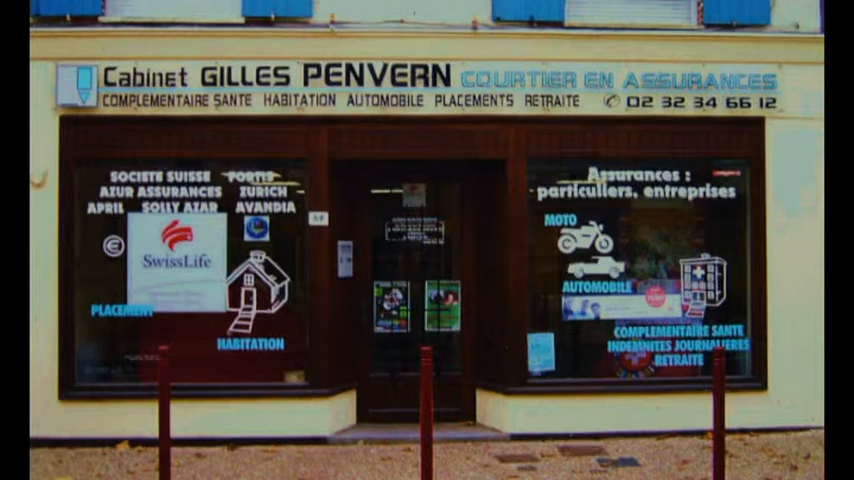 Cabinet GILLES PENVERN COURTIER EN ASSURANCES
COMPLEMENTAIRE SANTE HABITATION AUTOMOBILE PLACEMENTS RETRAITE 02 32 34 66 12
SOCIETE SUISSE FORTIS
AZUR ASSURANCES ZURICH
APRIL SOLLY AZAR AVANDIA
€
SwissLife
PLACEMENT
HABITATION
Assurances :
particuliers, entreprises
MOTO
AUTOMOBILE
COMPLEMENTAIRE SANTE
INDEMNITES JOURNALIERES
RETRAITE